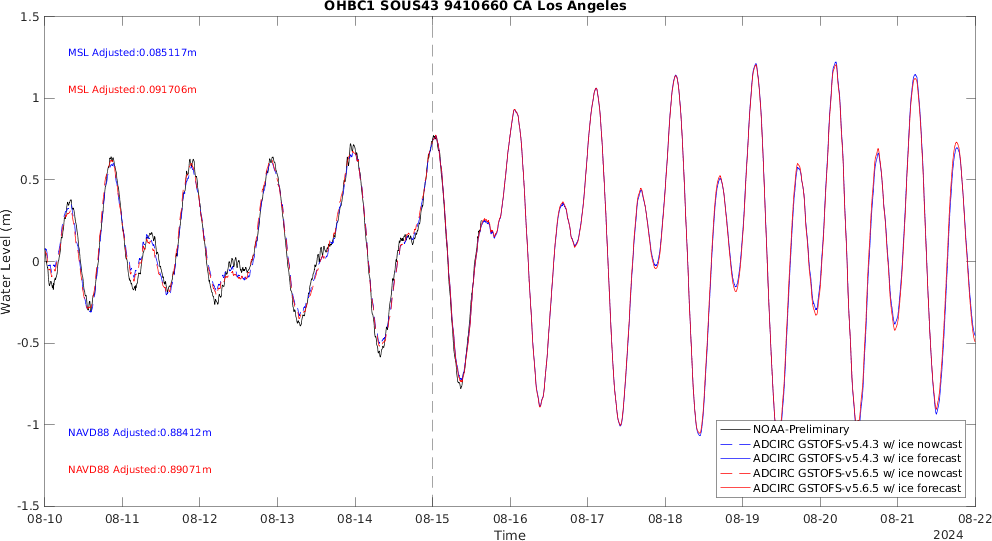 OHBC1 SOUS43 9410660 CA Los Angeles
1.5
MSL Adjusted:0.085117m
MSL Adjusted:0.091706m
1
0.5
0
-0.5
-1
-1.5
Water Level (m)
NAVD88 Adjusted:0.88412m
NAVD88 Adjusted:0.89071m
NOAA-Preliminary
ADCIRC GSTOFS-v5.4.3 w/ ice nowcast
ADCIRC GSTOFS-v5.4.3 w/ ice forecast
ADCIRC GSTOFS-v5.6.5 w/ ice nowcast
ADCIRC GSTOFS-v5.6.5 w/ ice forecast
08-10 08-11 08-12 08-13 08-14 08-15 08-16 08-17 08-18 08-19 08-20 08-21 08-22
Time
2024